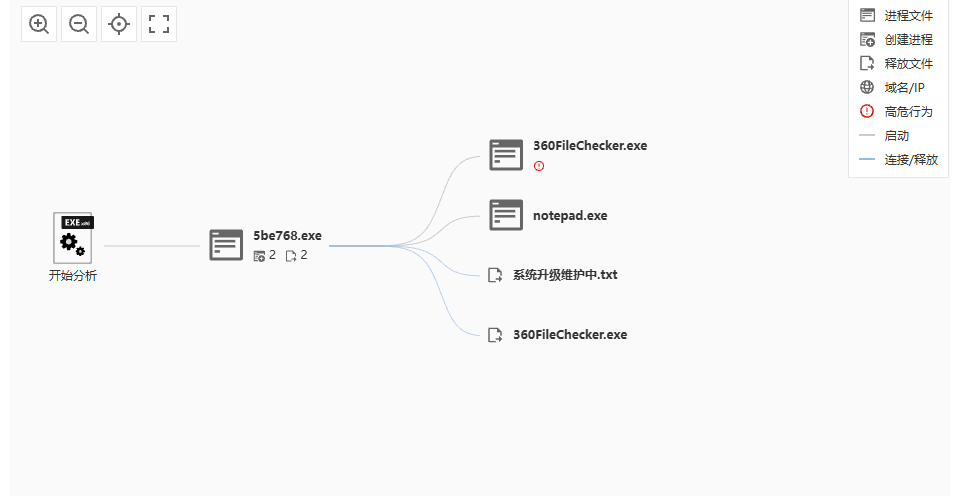 进程文件
创建进程
释放文件
域名/IP
高危行为
启动
连接/释放
360FileChecker.exe
notepad.exe
EXE
5be768.exe
2 2
开始分析
系统升级维护中.txt
360FileChecker.exe